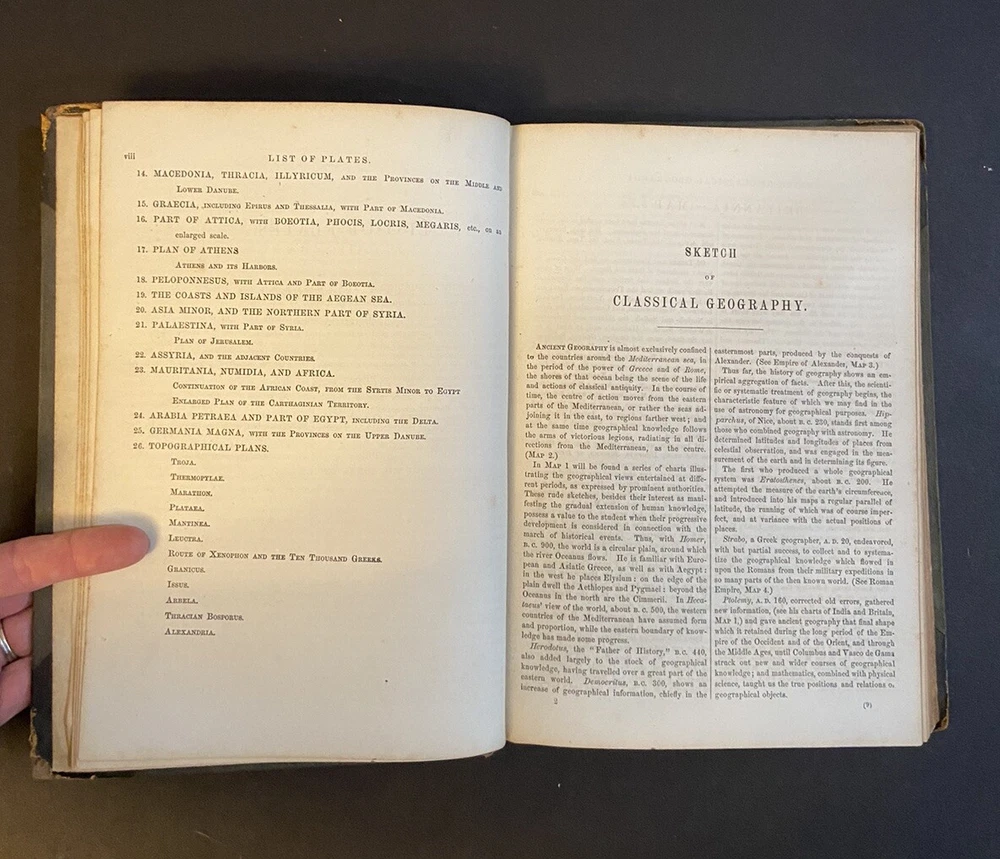 viii
LIST OF PLATES.
14. MACEDONIA, THRACIA, ILLYRICUM, AND THE PROVINCES ON THE MIDDLE AND
LOWER DANUBE.
15. GRAECIA, INCLUDING EPIRUS AND THESSALIA, WITH PART OF MACEDONIA.
16. PART OF ATTICA, WITH BOEOTIA, PHOCIS, LOCRIS, MEGARIS, etc., on an
enlarged scale.
17. PLAN OF ATHENS
ATHENS AND ITS HARBORS.
18. PELOPONNESUS, WITH ATTICA AND PART OF BOEOTIA.
19. THE COASTS AND ISLANDS OF THE AEGEAN SEA.
20. ASIA MINOR, AND THE NORTHERN PART OF SYRIA.
21. PALAESTINA, WITH PART OF SYRIA.
PLAN OF JERUSALEM.
22. ASSYRIA, AND THE ADJACENT COUNTRIES.
23. MAURITANIA, NUMIDIA, AND AFRICA.
CONTINUATION OF THE AFRICAN COAST, FROM THE SYRTIS MINOR TO EGYPT
ENLARGED PLAN OF THE CARTHAGINIAN TERRITORY.
24. ARABIA PETRAEA AND PART OF EGYPT, INCLUDING THE DELTA.
25. GERMANIA MAGNA, WITH THE PROVINCES ON THE UPPER DANUBE.
26. TOPOGRAPHICAL PLANS.
TROJA.
THERMOPYLAE.
MARATHON.
PLATAEA.
MANTINEA.
LEUCTRA.
ROUTE OF XENOPHON AND THE TEN THOUSAND GREEKS.
GRANICUS.
ISSUS.
ARBELA.
THRACIAN BOSPORUS.
ALEXANDRIA.
SKETCH
OF
CLASSICAL GEOGRAPHY.
ANCIENT GEOGRAPHY is almost exclusively confined
to the countries around the Mediterranean sea, in
the period of the power of Greece and of Rome,
the shores of that ocean being the scene of the life
and actions of classical antiquity. In the course of
time, the centre of action moves from the eastern
parts of the Mediterranean, or rather the seas ad-
joining it in the east, to regions farther west; and
at the same time geographical knowledge follows
the arms of victorious legions, radiating in all di-
rections from the Mediterranean, as the centre.
(MAP 2.)
In MAP 1 will be found a series of charts illus-
trating the geographical views entertained at diffe-
rent periods, as expressed by prominent authorities.
These rude sketches, besides their interest as mani-
festing the gradual extension of human knowledge,
possess a value to the student when their progressive
development is considered in connection with the
march of historical events. Thus, with Homer,
B.C. 900, the world is a circular plain, around which
the river Oceanus flows. He is familiar with Euro-
pean and Asiatic Greece, as well as with Aegypt:
in the west he places Elysium: on the edge of the
plain dwell the Aethiopes and Pygmaei: beyond the
Oceanus in the north are the Cimmerii. In Heca-
taeus' view of the world, about B.C. 500, the western
countries of the Mediterranean have assumed form
and proportion, while the eastern boundary of know-
ledge has made some progress.
Herodotus, the "Father of History," B.C. 440,
also added largely to the stock of geographical
knowledge, having travelled over a great part of the
eastern world. Democritus, B.C. 300, shows an
increase of geographical information, chiefly in the
2
easternmost parts, produced by the conquests of
Alexander. (See Empire of Alexander, MAP 3.)
Thus far, the history of geography shows an em-
pirical aggregation of facts. After this, the scienti-
fic or systematic treatment of geography begins, the
characteristic feature of which we may find in the
use of astronomy for geographical purposes. Hip-
parchus, of Nice, about B.C. 250, stands first among
those who combined geography with astronomy. He
determined latitudes and longitudes of places from
celestial observation, and was engaged in the mea-
surement of the earth and in determining its figure.
The first who produced a whole geographical
system was Eratosthenes, about B.C. 200. He
attempted the measure of the earth's circumference,
and introduced into his maps a regular parallel of
latitude, the running of which was of course imper-
fect, and at variance with the actual positions of
places.
Strabo, a Greek geographer, A.D. 20, endeavored,
with but partial success, to collect and to systema-
tize the geographical knowledge which flowed in
upon the Romans from their military expeditions in
so many parts of the then known world. (See Roman
Empire, MAP 4.)
Ptolemy, A.D. 160, corrected old errors, gathered
new information, (see his charts of India and Britain,
MAP 1,) and gave ancient geography that final shape
which it retained during the long period of the Em-
pire of the Occident and of the Orient, and through
the Middle Ages, until Columbus and Vasco de Gama
struck out new and wider courses of geographical
knowledge; and mathematics, combined with physical
science, taught us the true positions and relations o.
geographical objects.
(9)